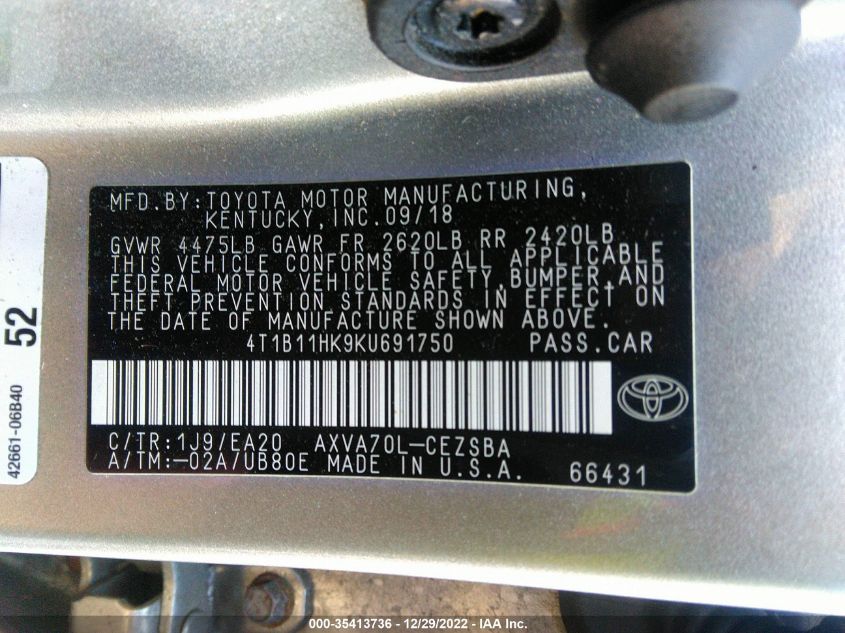 MFD.BY:TOYOTA MOTOR MANUFACTURING,
KENTUCKY,INC.09/18
GVWR 4475LB GAWR FR 2620LB RR 2420LB
THIS VEHICLE CONFORMS TO ALL APPLICABLE
FEDERAL MOTOR VEHICLE SAFETY,BUMPER,AND
THEFT PREVENTION STANDARDS IN EFFECT ON
THE DATE OF MANUFACTURE SHOWN ABOVE.
4T1B11HK9KU691750 PASS.CAR
C/TR:1J9/EA20 AXVA70L-CEZSBA
A/TM:-02A/UB80E MADE IN U.S.A. 66431
52
42661-06B40
000-35413736 - 12/29/2022 - IAA Inc.